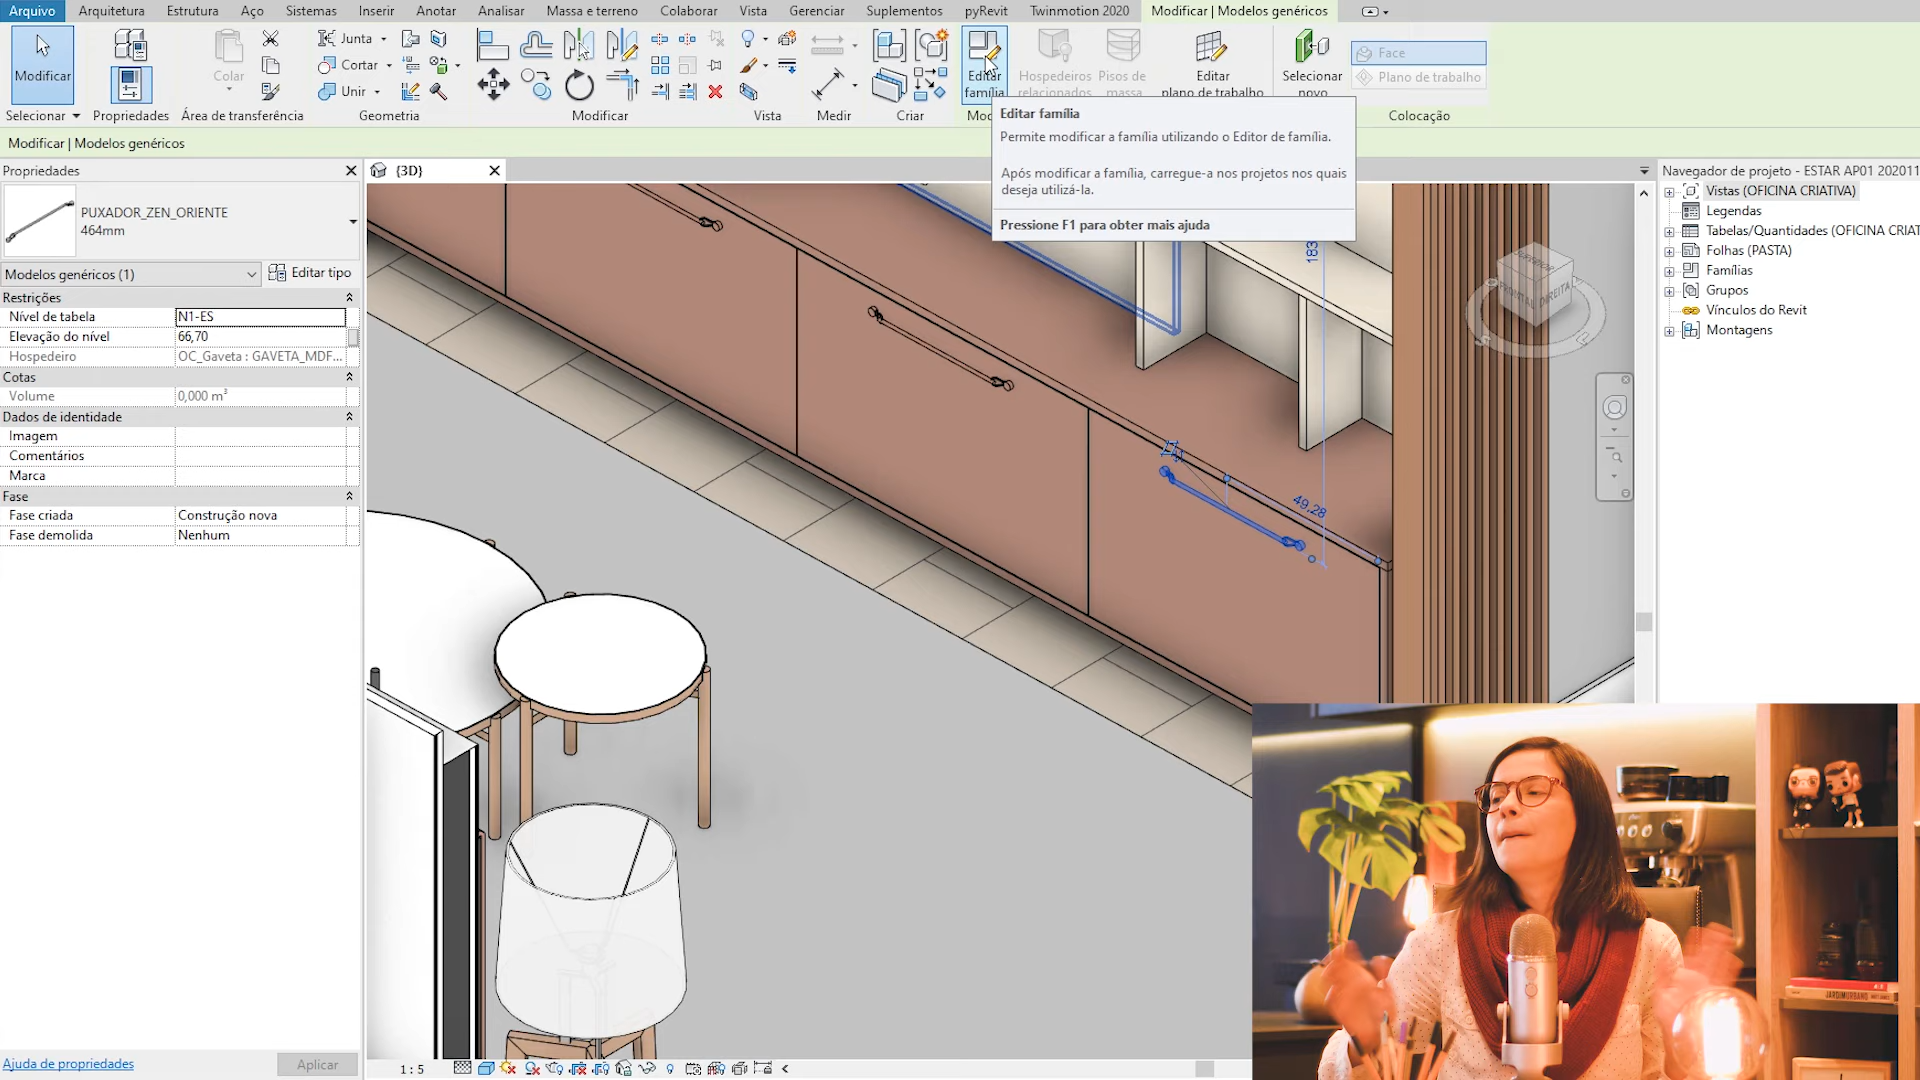 Arquivo Arquitetura Estrutura Aço Sistemas Inserir Anotar Analisar Massa e terreno Colaborar Vista Gerenciar Suplementos pyRevit Twinmotion 2020 Modificar | Modelos genéricos
Modificar
Colar
Junta
Cortar
Unir
Editar
família
Hospedeiros
relacionados
Pisos de
massa
Editar
plano de trabalho
Selecionar
novo
Face
Plano de trabalho
Selecionar Propriedades Área de transferência Geometria Modificar Vista Medir Criar Colocação
Modificar | Modelos genéricos
Editar família
Permite modificar a família utilizando o Editor de família.
Após modificar a família, carregue-a nos projetos nos quais
deseja utilizá-la.
Pressione F1 para obter mais ajuda
Propriedades
PUXADOR_ZEN_ORIENTE
464mm
Modelos genéricos (1)
Editar tipo
Restrições
Nível de tabela N1-ES
Elevação do nível 66,70
Hospedeiro OC_Gaveta : GAVETA_MDF...
Cotas
Volume 0,000 m³
Dados de identidade
Imagem
Comentários
Marca
Fase
Fase criada Construção nova
Fase demolida Nenhum
Ajuda de propriedades
Aplicar
{3D}
183
49,28
SUPERIOR
FRONTAL
DIREITA
1 : 5
Navegador de projeto - ESTAR AP01 202011
Vistas (OFICINA CRIATIVA)
Legendas
Tabelas/Quantidades (OFICINA CRIAT
Folhas (PASTA)
Famílias
Grupos
Vínculos do Revit
Montagens
JARDIMURBANO